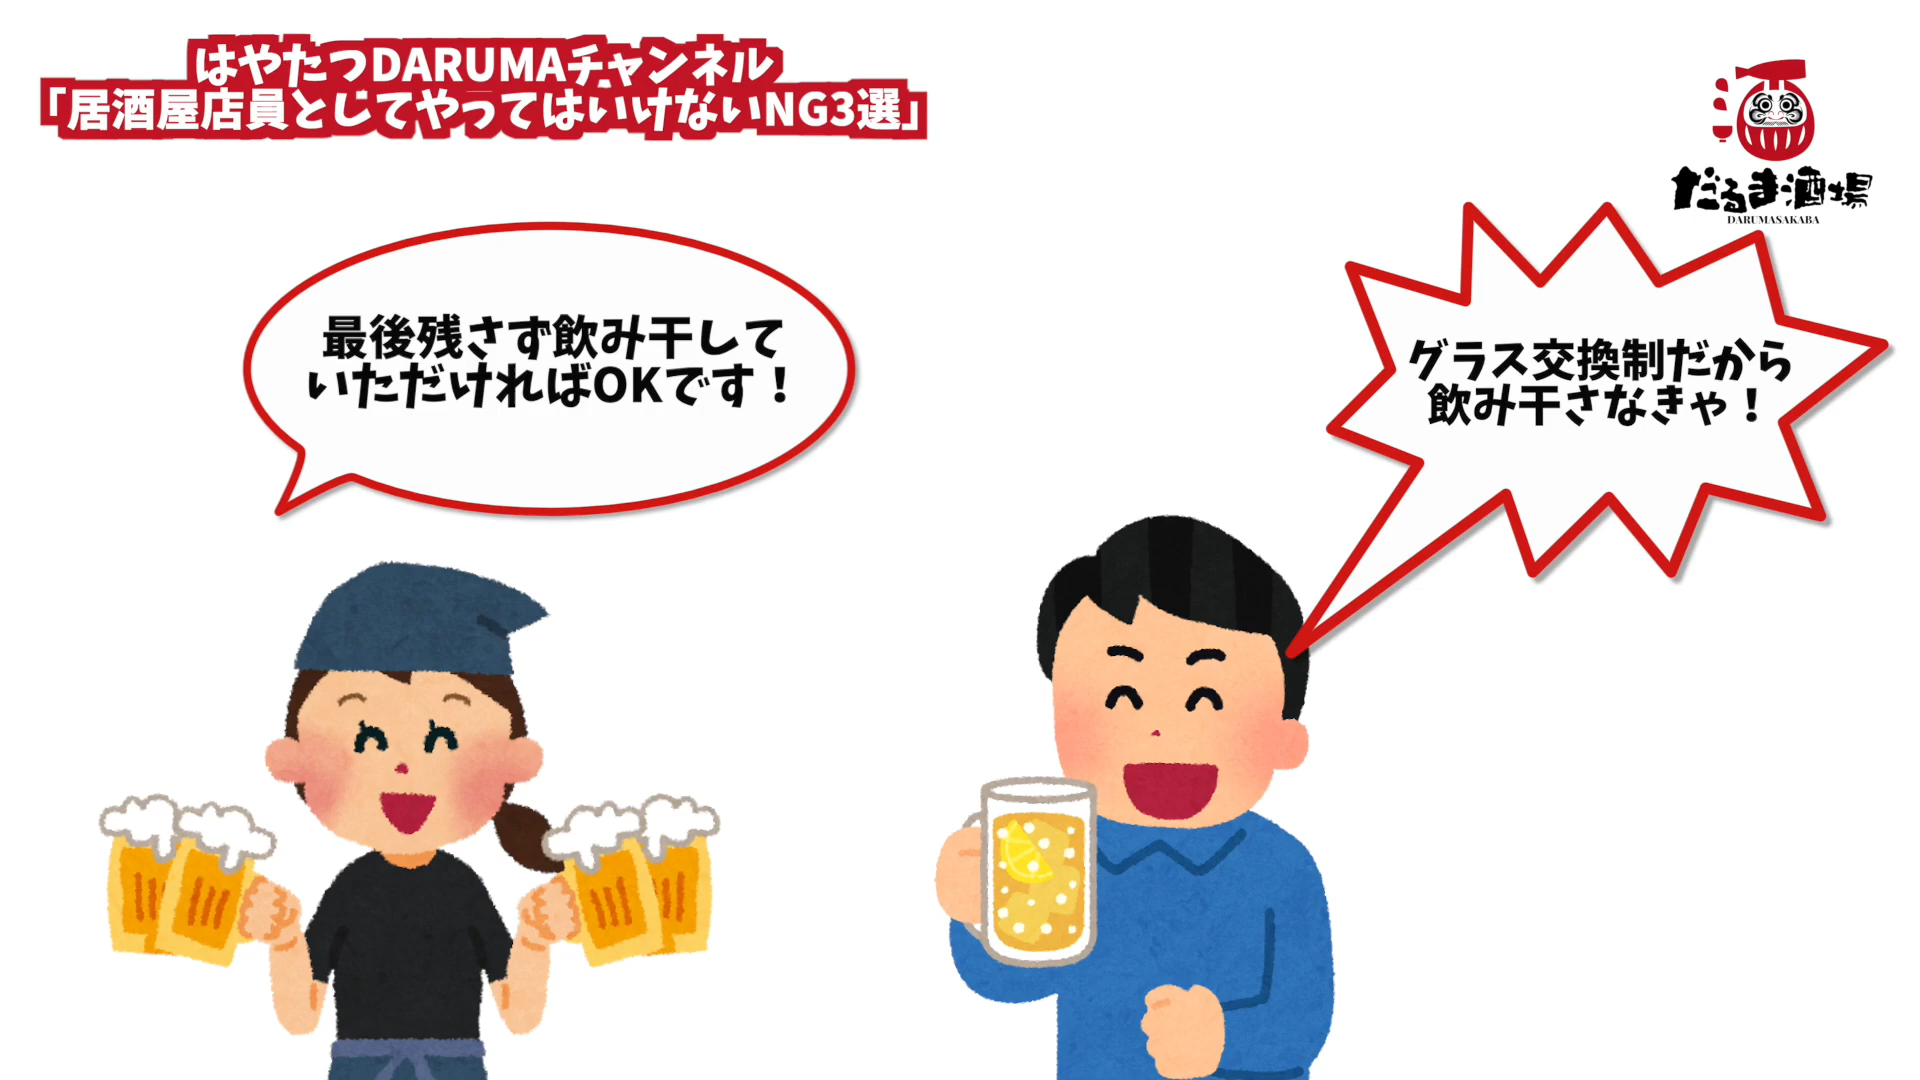 はやたつDARUMAチャンネル
「居酒屋店員としてやってはいけないNG3選」
だるま酒場
DARUMASAKABA
最後残さず飲み干して
いただければOKです！
グラス交換制だから
飲み干さなきゃ！